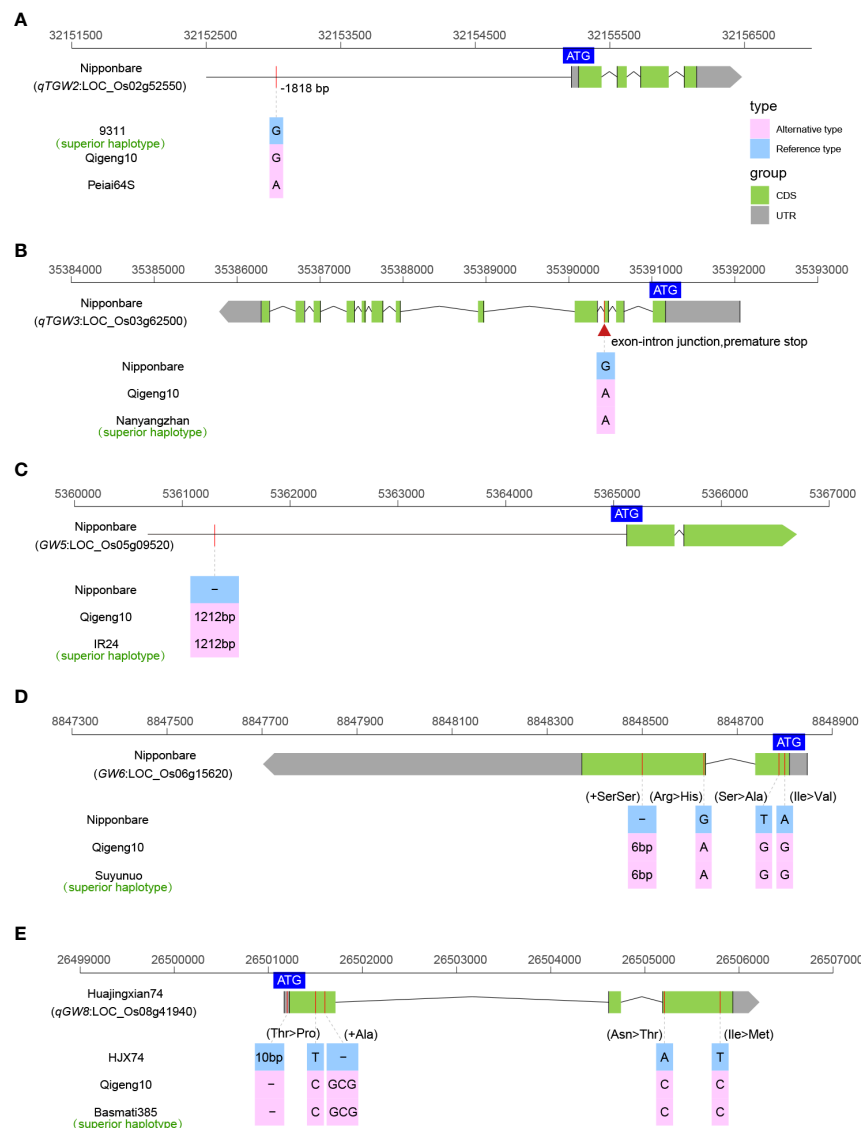 A
32151500 32152500 32153500 32154500 32155500 32156500
ATG
Nipponbare
(qTGW2:LOC_Os02g52550)
-1818 bp
type
Alternative type
Reference type
group
CDS
UTR
9311 G
(superior haplotype)
Qigeng10 G
Peiai64S A
B
35384000 35385000 35386000 35387000 35388000 35389000 35390000 35391000 35392000 35393000
ATG
Nipponbare
(qTGW3:LOC_Os03g62500)
exon-intron junction,premature stop
Nipponbare G
Qigeng10 A
Nanyangzhan A
(superior haplotype)
C
5360000 5361000 5362000 5363000 5364000 5365000 5366000 5367000
ATG
Nipponbare
(GW5:LOC_Os05g09520)
Nipponbare –
Qigeng10 1212bp
IR24 1212bp
(superior haplotype)
D
8847300 8847500 8847700 8847900 8848100 8848300 8848500 8848700 8848900
ATG
Nipponbare
(GW6:LOC_Os06g15620)
(+SerSer) (Arg>His) (Ser>Ala) (Ile>Val)
Nipponbare – G T A
Qigeng10 6bp A G G
Suyunuo 6bp A G G
(superior haplotype)
E
26499000 26500000 26501000 26502000 26503000 26504000 26505000 26506000 26507000
ATG
Huajingxian74
(qGW8:LOC_Os08g41940)
(Thr>Pro) (+Ala) (Asn>Thr) (Ile>Met)
HJX74 10bp T – A T
Qigeng10 – C GCG C C
Basmati385 – C GCG C C
(superior haplotype)